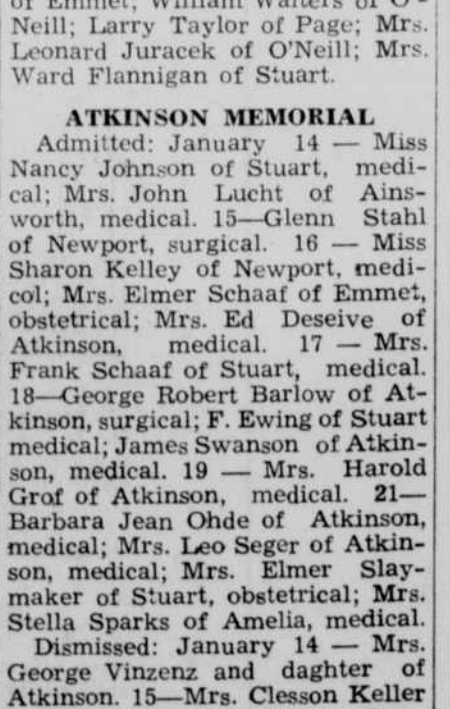 of Emmet; William Walters of O'-
Neill; Larry Taylor of Page; Mrs.
Leonard Juracek of O'Neill; Mrs.
Ward Flannigan of Stuart.
ATKINSON MEMORIAL
Admitted: January 14 — Miss
Nancy Johnson of Stuart, medi-
cal; Mrs. John Lucht of Ains-
worth, medical. 15—Glenn Stahl
of Newport, surgical. 16 — Miss
Sharon Kelley of Newport, medi-
col; Mrs. Elmer Schaaf of Emmet,
obstetrical; Mrs. Ed Deseive of
Atkinson, medical. 17 — Mrs.
Frank Schaaf of Stuart, medical.
18—George Robert Barlow of At-
kinson, surgical; F. Ewing of Stuart
medical; James Swanson of Atkin-
son, medical. 19 — Mrs. Harold
Grof of Atkinson, medical. 21—
Barbara Jean Ohde of Atkinson,
medical; Mrs. Leo Seger of Atkin-
son, medical; Mrs. Elmer Slay-
maker of Stuart, obstetrical; Mrs.
Stella Sparks of Amelia, medical.
Dismissed: January 14 — Mrs.
George Vinzenz and daghter of
Atkinson. 15—Mrs. Clesson Keller